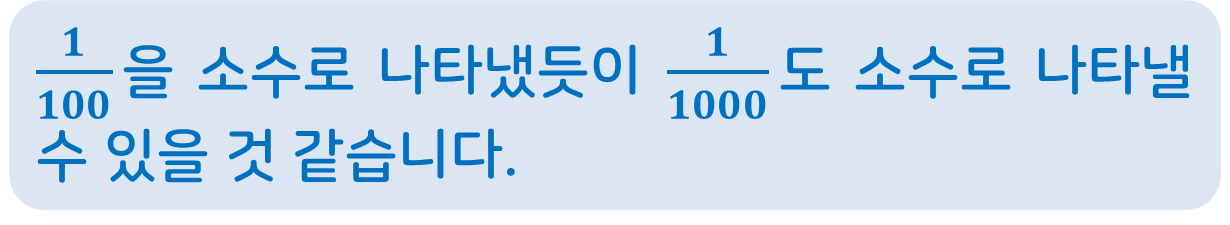 1/100을 소수로 나타냈듯이 1/1000도 소수로 나타낼
수 있을 것 같습니다.